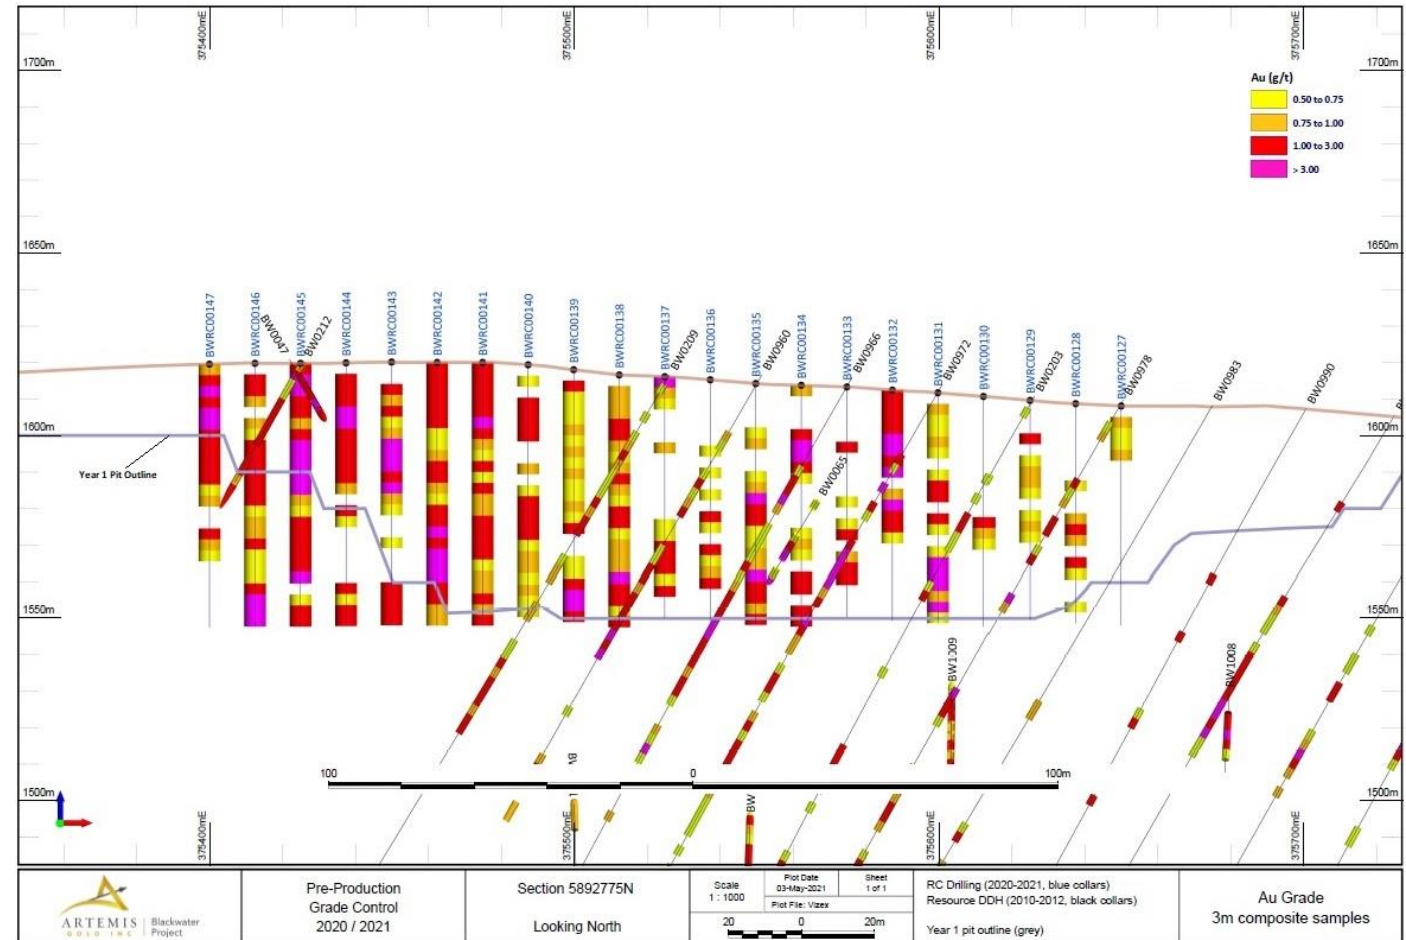 375400mE
375500mE
375600mE
375700mE
1700m
1700m
Au (g/t)
0.50 to 0.75
0.75 to 1.00
1.00 to 3.00
> 3.00
1650m
1650m
BWRC00147
BWRC00146
BW0047
BWRC00145
BW0212
BWRC00144
BWRC00143
BWRC00142
BWRC00141
BWRC00140
BWRC00139
BWRC00138
BWRC00137
BW0209
BWRC00136
BWRC00135
BW0960
BWRC00134
BWRC00133
BW0966
BWRC00132
BWRC00131
BW0972
BWRC00130
BWRC00129
BW0203
BWRC00128
BWRC00127
BW0978
BW0983
BW0990
1600m
1600m
Year 1 Pit Outline
BW0065
1550m
1550m
BW1009
BW1008
100
0
100m
1500m
1500m
BW
375400mE
375500mE
375600mE
375700mE
ARTEMIS
GOLD INC
Blackwater
Project
Pre-Production
Grade Control
2020 / 2021
Section 5892775N
Looking North
Scale
1 : 1000
Plot Date
03-May-2021
Sheet
1 of 1
Plot File: Vizex
20
0
20m
RC Drilling (2020-2021, blue collars)
Resource DDH (2010-2012, black collars)
Year 1 pit outline (grey)
Au Grade
3m composite samples